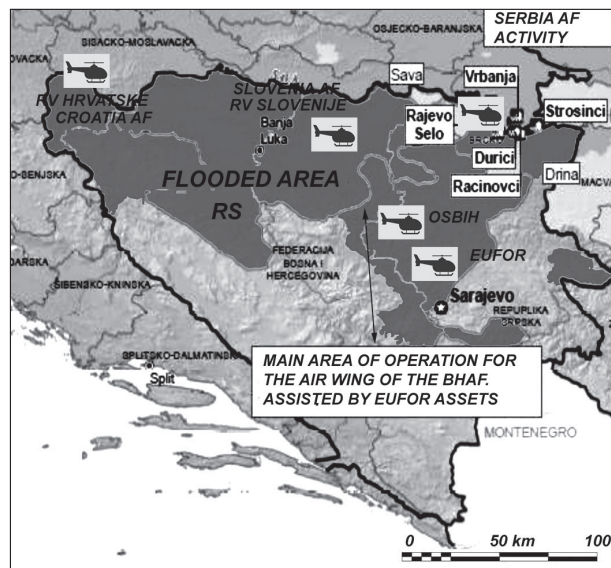 SERBIA AF
ACTIVITY
OSJECKO-BARANJSKA
SISACKO-MOSLAVACKA
Sava
Vrbanja
RV HRVATSKE
CROATIA AF
SLOVENIA AF
RV SLOVENIJE
Banja
Luka
Rajevo
Selo
BRCKO
Strosinci
Durici
Racinovci
Drina
MACVA
FLOODED AREA
RS
OSBIH
EUFOR
FEDERACIJA
BOSNA I
HERCEGOVINA
Sarajevo
REPUBLIKA
SRPSKA
SIBENSKO-KNINSKA
SPLITSKO-DALMATINSKA
Split
MAIN AREA OF OPERATION FOR
THE AIR WING OF THE BHAF.
ASSISTED BY EUFOR ASSETS
MONTENEGRO
0 50 km 100